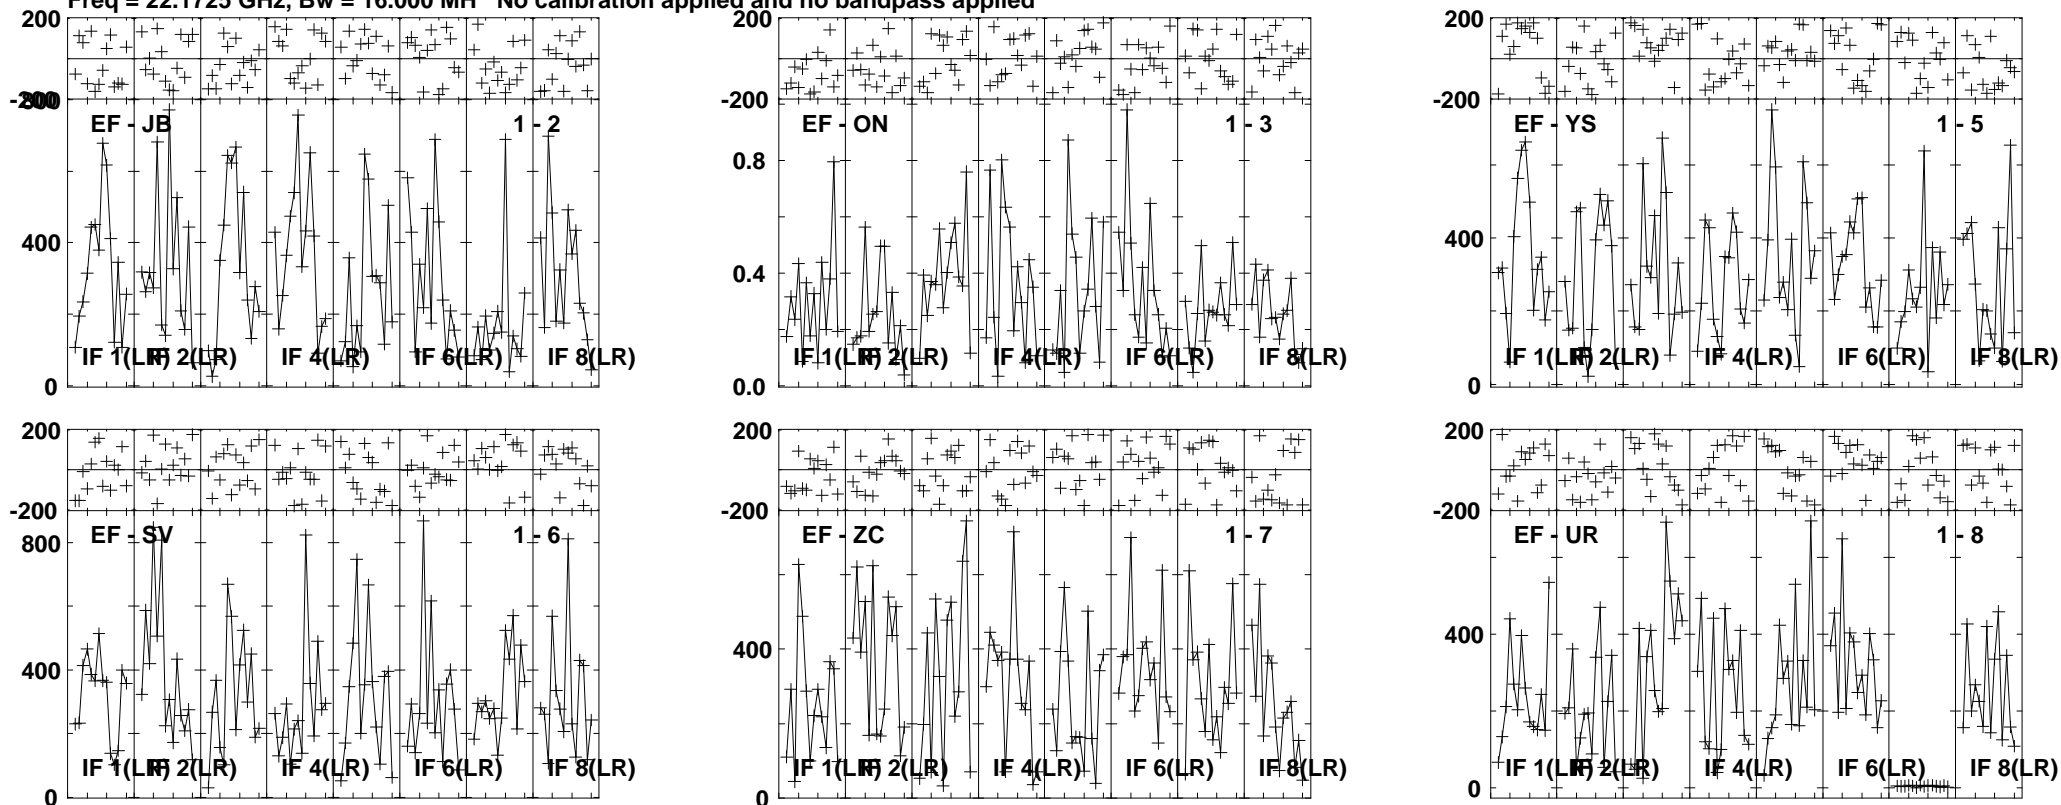 Freq = 22.1725 GHz, Bw = 16.000 MH No calibration applied and no bandpass applied
200
-200
800
EF - JB 1 - 2
400
IF 1(LR) IF 2(LR) IF 4(LR) IF 6(LR) IF 8(LR)
0
200
-200
EF - ON 1 - 3
0.8
0.4
IF 1(LR) IF 2(LR) IF 4(LR) IF 6(LR) IF 8(LR)
0.0
200
-200
EF - YS 1 - 5
400
IF 1(LR) IF 2(LR) IF 4(LR) IF 6(LR) IF 8(LR)
0
200
-200
EF - SV 1 - 6
800
400
IF 1(LR) IF 2(LR) IF 4(LR) IF 6(LR) IF 8(LR)
0
200
-200
EF - ZC 1 - 7
400
IF 1(LR) IF 2(LR) IF 4(LR) IF 6(LR) IF 8(LR)
0
200
-200
EF - UR 1 - 8
400
IF 1(LR) IF 2(LR) IF 4(LR) IF 6(LR) IF 8(LR)
0